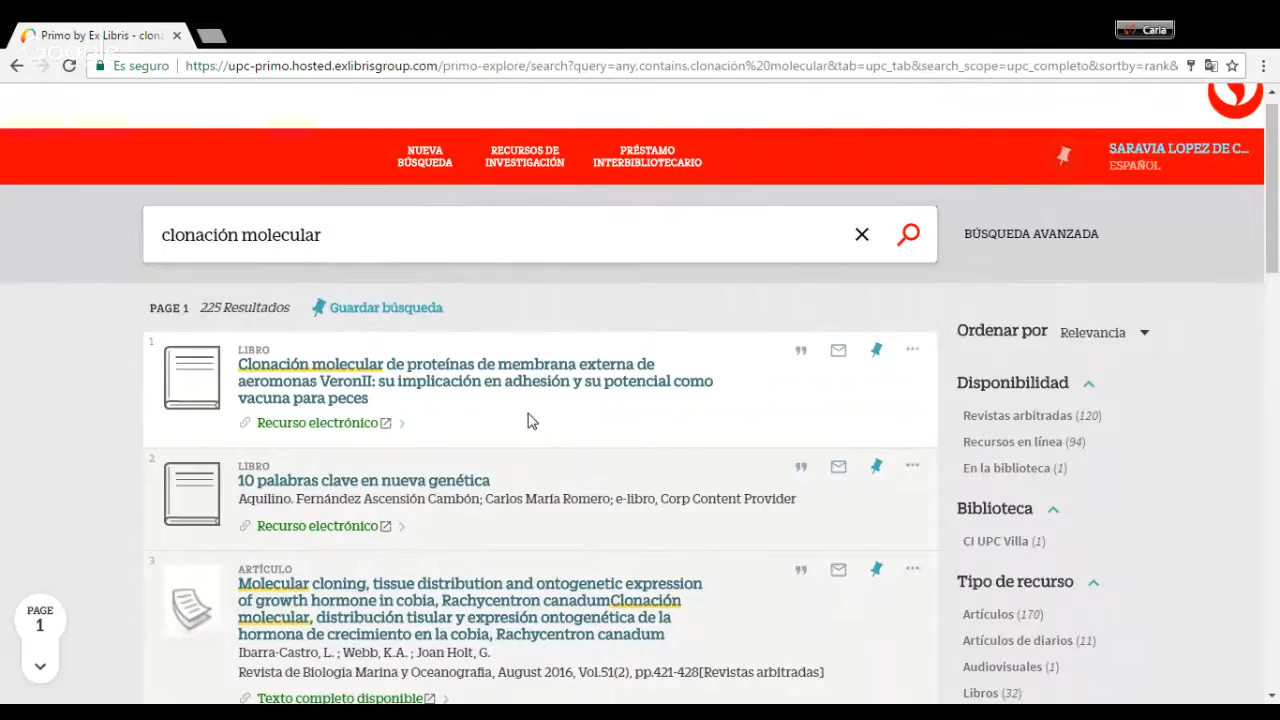 Primo by Ex Libris - clona
Google
Carla
Es seguro
https://upc-primo.hosted.exlibrisgroup.com/primo-explore/search?query=any,contains,clonación%20molecular&tab=upc_tab&search_scope=upc_completo&sortby=rank&
NUEVA
BÚSQUEDA
RECURSOS DE
INVESTIGACIÓN
PRÉSTAMO
INTERBIBLIOTECARIO
SARAVIA LOPEZ DE C...
ESPAÑOL
clonación molecular
BÚSQUEDA AVANZADA
PAGE 1 225 Resultados Guardar búsqueda
1
LIBRO
Clonación molecular de proteínas de membrana externa de
aeromonas VeronII: su implicación en adhesión y su potencial como
vacuna para peces
Recurso electrónico
2
LIBRO
10 palabras clave en nueva genética
Aquilino. Fernández Ascensión Cambón; Carlos María Romero; e-libro, Corp Content Provider
Recurso electrónico
3
ARTÍCULO
Molecular cloning, tissue distribution and ontogenetic expression
of growth hormone in cobia, Rachycentron canadumClonación
molecular, distribución tisular y expresión ontogenética de la
hormona de crecimiento en la cobia, Rachycentron canadum
Ibarra-Castro, L. ; Webb, K.A. ; Joan Holt, G.
Revista de Biologia Marina y Oceanografia, August 2016, Vol.51(2), pp.421-428[Revistas arbitradas]
Texto completo disponible
Ordenar por Relevancia
Disponibilidad
Revistas arbitradas (120)
Recursos en línea (94)
En la biblioteca (1)
Biblioteca
CI UPC Villa (1)
Tipo de recurso
Artículos (170)
Artículos de diarios (11)
Audiovisuales (1)
Libros (32)
PAGE
1